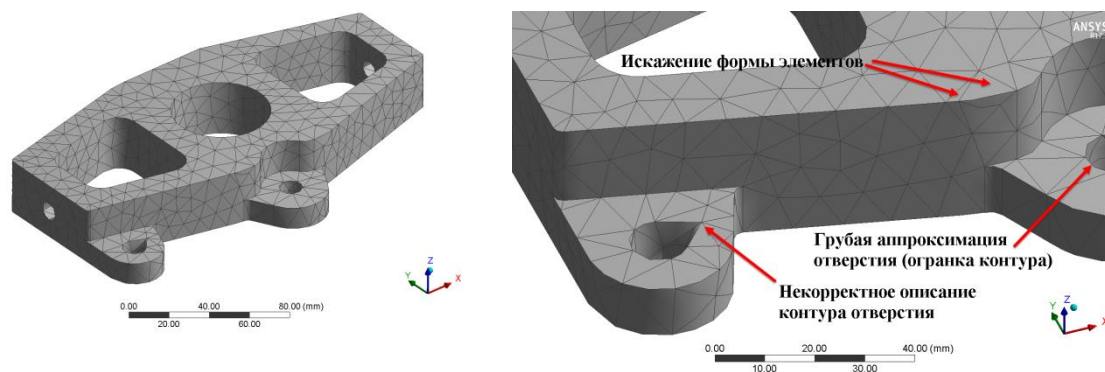 ANSYS
Искажение формы элементов
Грубая аппроксимация
отверстия (огранка контура)
Некорректное описание
контура отверстия
Z
Y
X
0.00 40.00 80.00 (mm)
20.00 60.00
Z
Y
X
0.00 20.00 40.00 (mm)
10.00 30.00